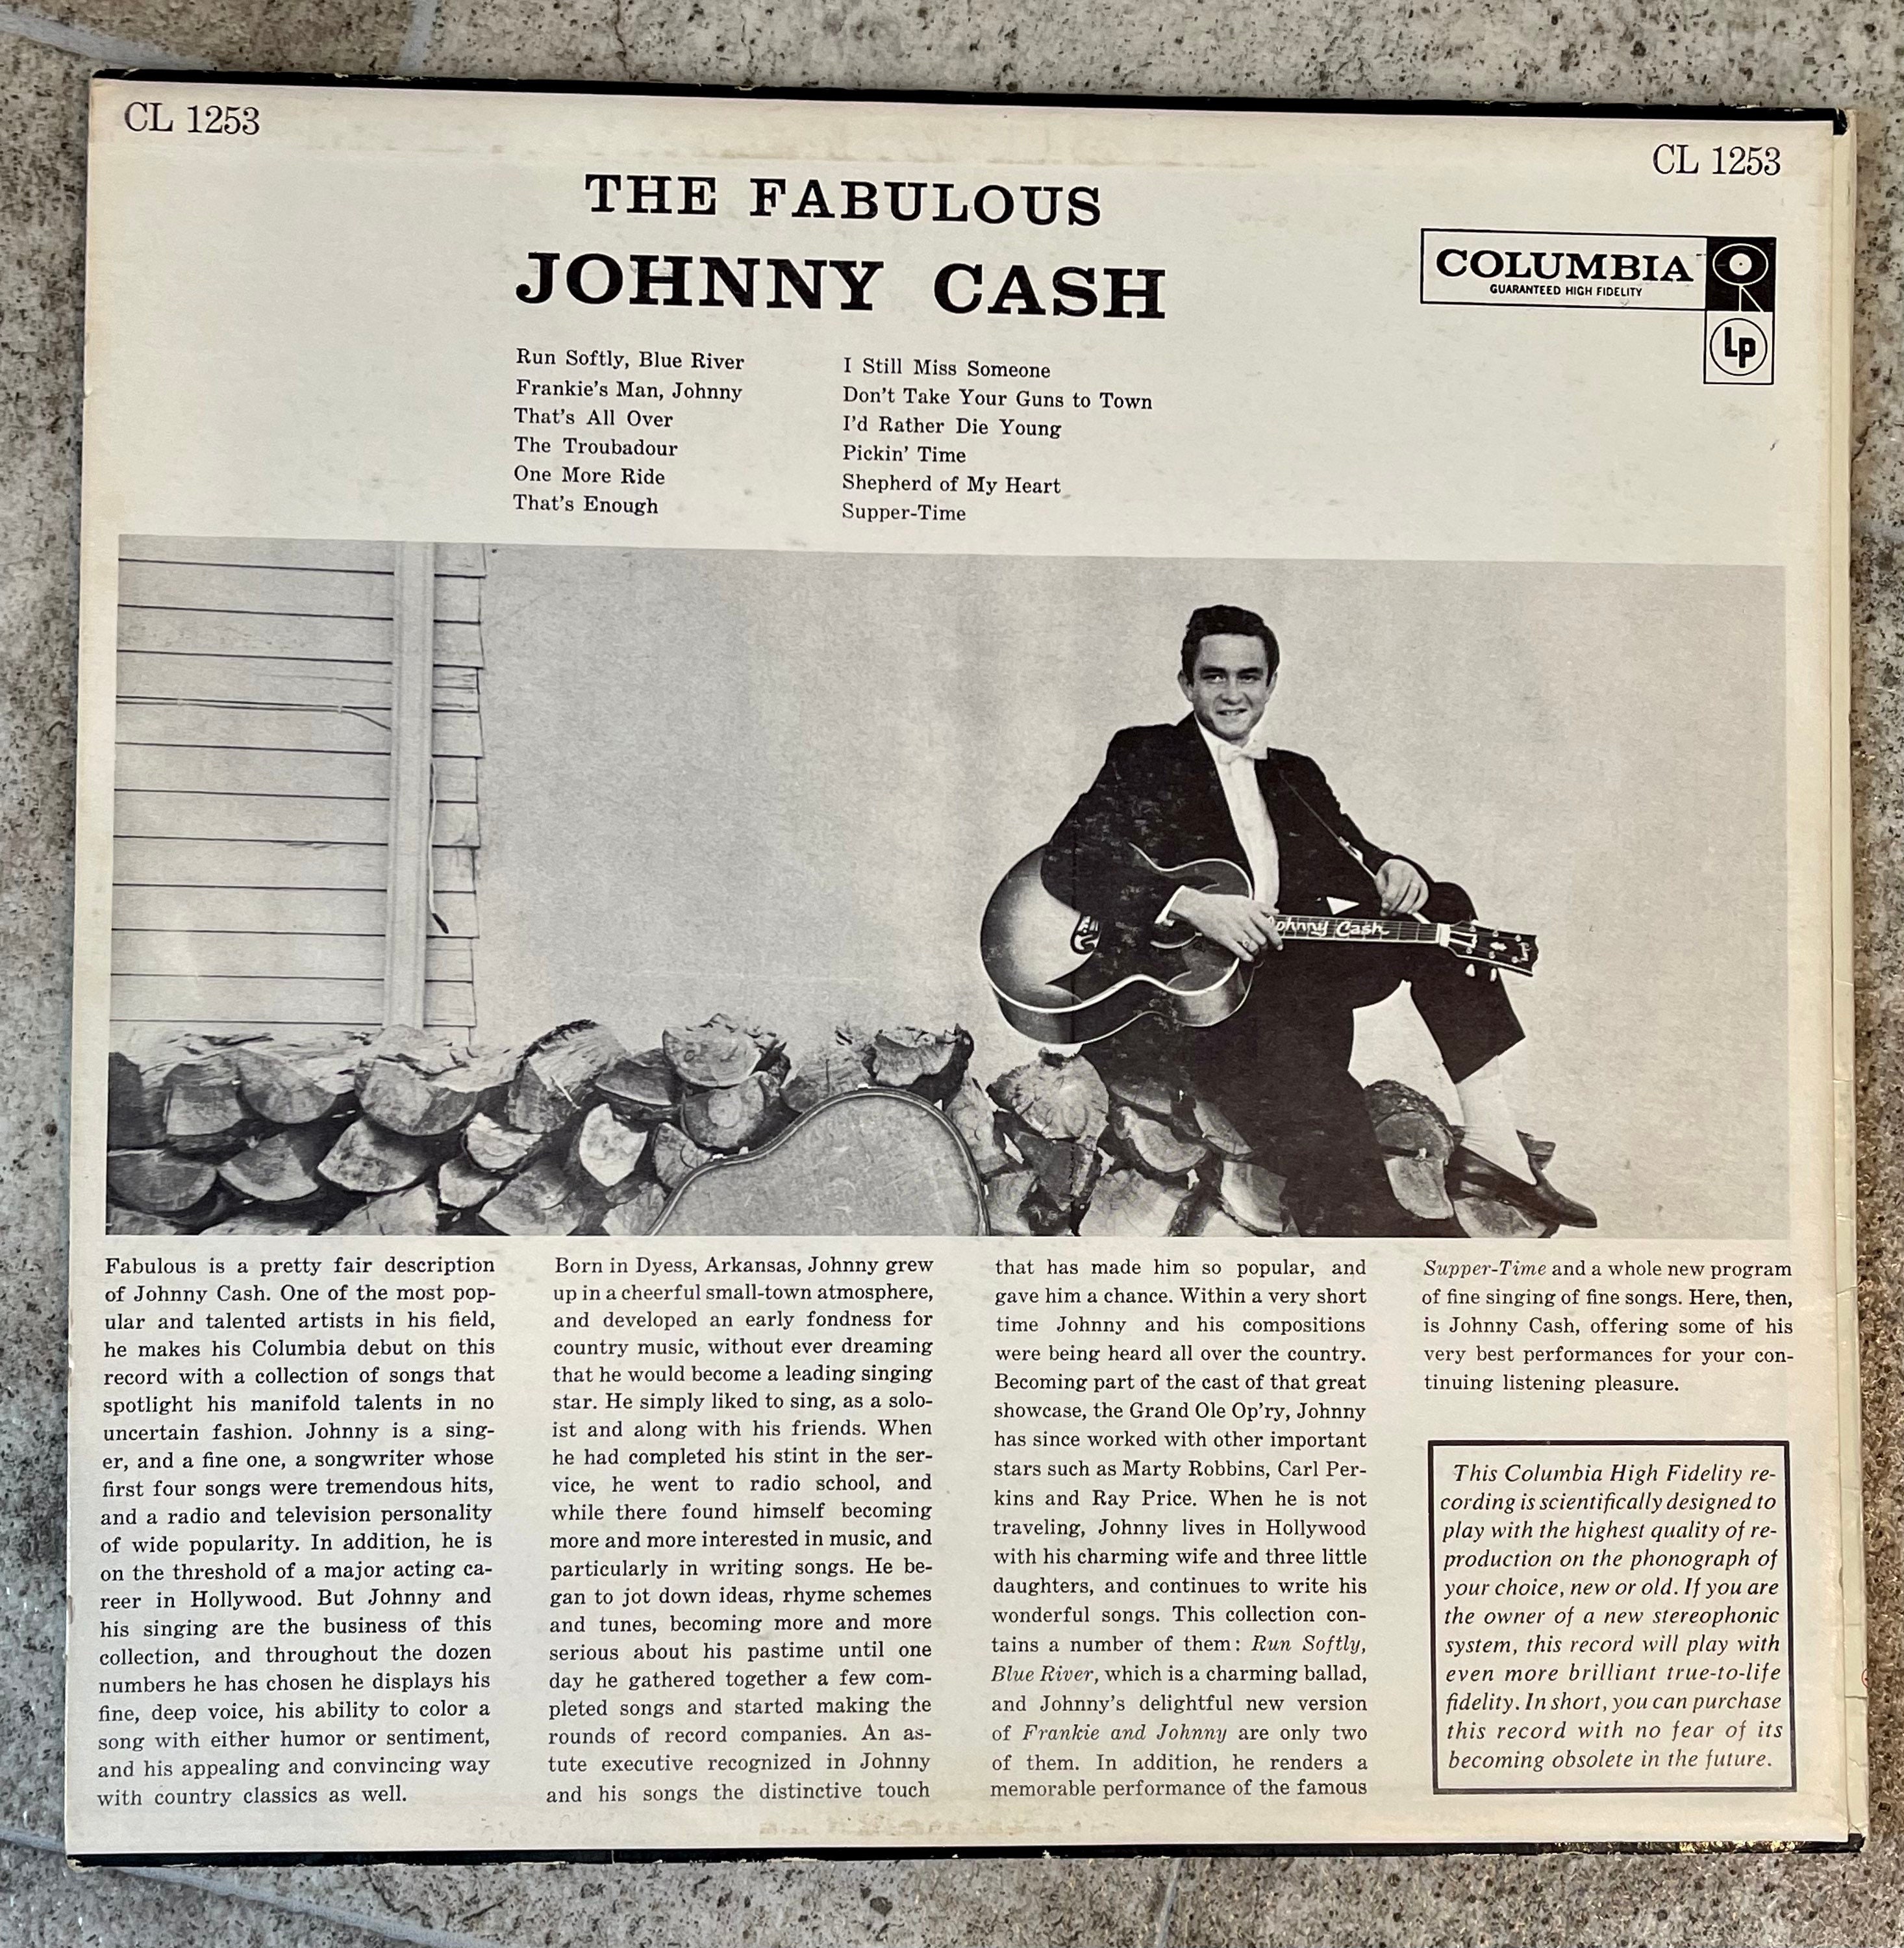 CL 1253
CL 1253
THE FABULOUS
JOHNNY CASH
COLUMBIA
GUARANTEED HIGH FIDELITY
Lp
Run Softly, Blue River
Frankie's Man, Johnny
That's All Over
The Troubadour
One More Ride
That's Enough
I Still Miss Someone
Don't Take Your Guns to Town
I'd Rather Die Young
Pickin' Time
Shepherd of My Heart
Supper-Time
Johnny Cash
Fabulous is a pretty fair description
of Johnny Cash. One of the most pop-
ular and talented artists in his field,
he makes his Columbia debut on this
record with a collection of songs that
spotlight his manifold talents in no
uncertain fashion. Johnny is a sing-
er, and a fine one, a songwriter whose
first four songs were tremendous hits,
and a radio and television personality
of wide popularity. In addition, he is
on the threshold of a major acting ca-
reer in Hollywood. But Johnny and
his singing are the business of this
collection, and throughout the dozen
numbers he has chosen he displays his
fine, deep voice, his ability to color a
song with either humor or sentiment,
and his appealing and convincing way
with country classics as well.
Born in Dyess, Arkansas, Johnny grew
up in a cheerful small-town atmosphere,
and developed an early fondness for
country music, without ever dreaming
that he would become a leading singing
star. He simply liked to sing, as a solo-
ist and along with his friends. When
he had completed his stint in the ser-
vice, he went to radio school, and
while there found himself becoming
more and more interested in music, and
particularly in writing songs. He be-
gan to jot down ideas, rhyme schemes
and tunes, becoming more and more
serious about his pastime until one
day he gathered together a few com-
pleted songs and started making the
rounds of record companies. An as-
tute executive recognized in Johnny
and his songs the distinctive touch
that has made him so popular, and
gave him a chance. Within a very short
time Johnny and his compositions
were being heard all over the country.
Becoming part of the cast of that great
showcase, the Grand Ole Op'ry, Johnny
has since worked with other important
stars such as Marty Robbins, Carl Per-
kins and Ray Price. When he is not
traveling, Johnny lives in Hollywood
with his charming wife and three little
daughters, and continues to write his
wonderful songs. This collection con-
tains a number of them: Run Softly,
Blue River, which is a charming ballad,
and Johnny's delightful new version
of Frankie and Johnny are only two
of them. In addition, he renders a
memorable performance of the famous
Supper-Time and a whole new program
of fine singing of fine songs. Here, then,
is Johnny Cash, offering some of his
very best performances for your con-
tinuing listening pleasure.
This Columbia High Fidelity re-
cording is scientifically designed to
play with the highest quality of re-
production on the phonograph of
your choice, new or old. If you are
the owner of a new stereophonic
system, this record will play with
even more brilliant true-to-life
fidelity. In short, you can purchase
this record with no fear of its
becoming obsolete in the future.